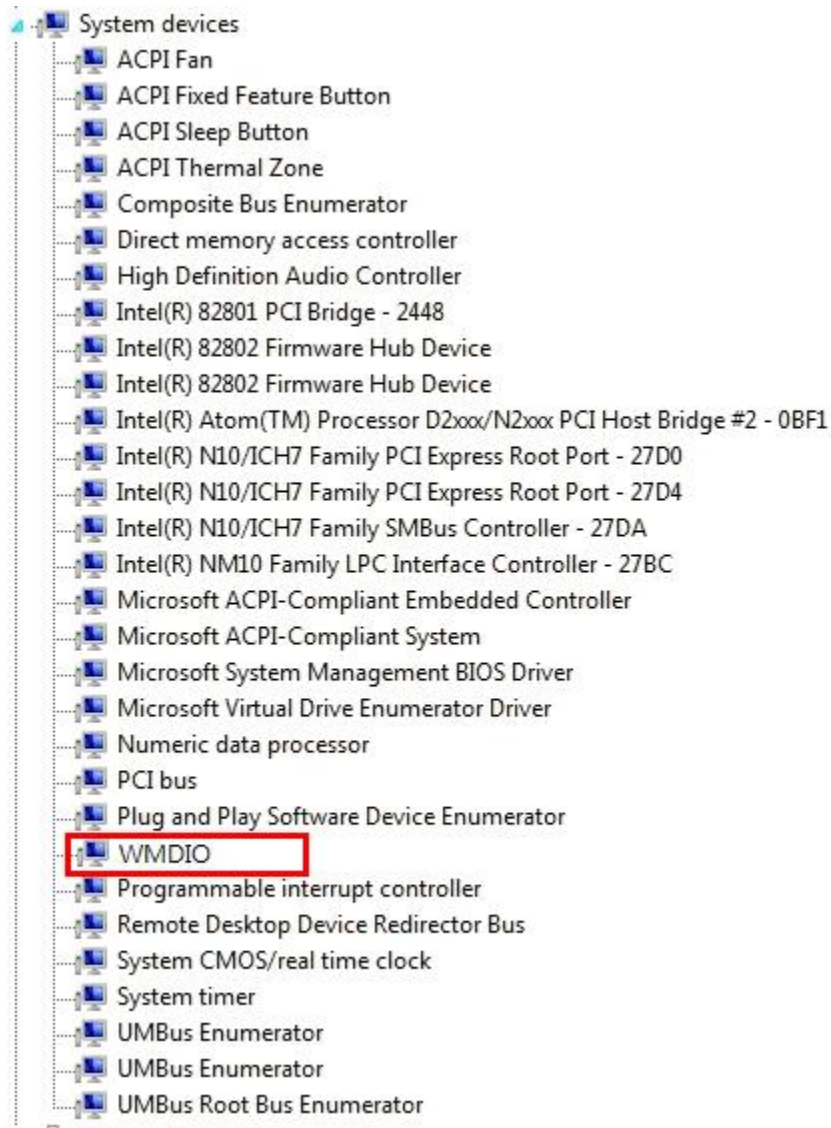 System devices
ACPI Fan
ACPI Fixed Feature Button
ACPI Sleep Button
ACPI Thermal Zone
Composite Bus Enumerator
Direct memory access controller
High Definition Audio Controller
Intel(R) 82801 PCI Bridge - 2448
Intel(R) 82802 Firmware Hub Device
Intel(R) 82802 Firmware Hub Device
Intel(R) Atom(TM) Processor D2xxx/N2xxx PCI Host Bridge #2 - 0BF1
Intel(R) N10/ICH7 Family PCI Express Root Port - 27D0
Intel(R) N10/ICH7 Family PCI Express Root Port - 27D4
Intel(R) N10/ICH7 Family SMBus Controller - 27DA
Intel(R) NM10 Family LPC Interface Controller - 27BC
Microsoft ACPI-Compliant Embedded Controller
Microsoft ACPI-Compliant System
Microsoft System Management BIOS Driver
Microsoft Virtual Drive Enumerator Driver
Numeric data processor
PCI bus
Plug and Play Software Device Enumerator
WMDIO
Programmable interrupt controller
Remote Desktop Device Redirector Bus
System CMOS/real time clock
System timer
UMBus Enumerator
UMBus Enumerator
UMBus Root Bus Enumerator